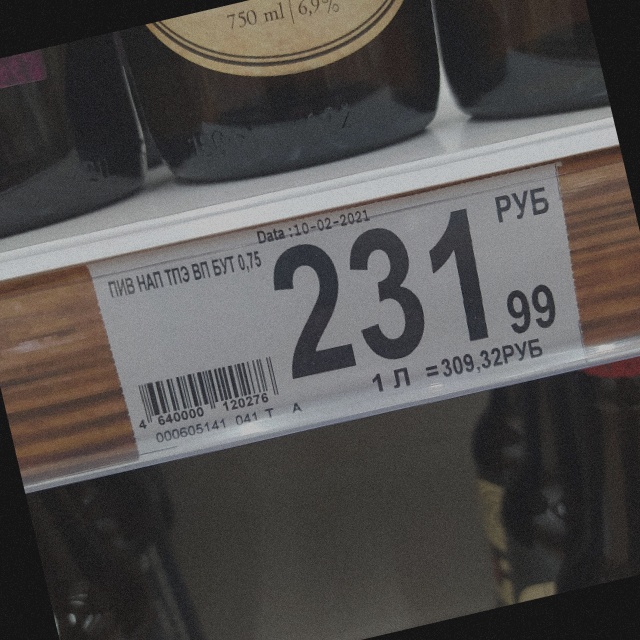 750 ml | 6,9%
Data :10-02-2021
ПИВ НАП ТПЭ ВП БУТ 0,75
231 99 РУБ
1 Л =309,32РУБ
4 640000 120276
000605141 041 Т А